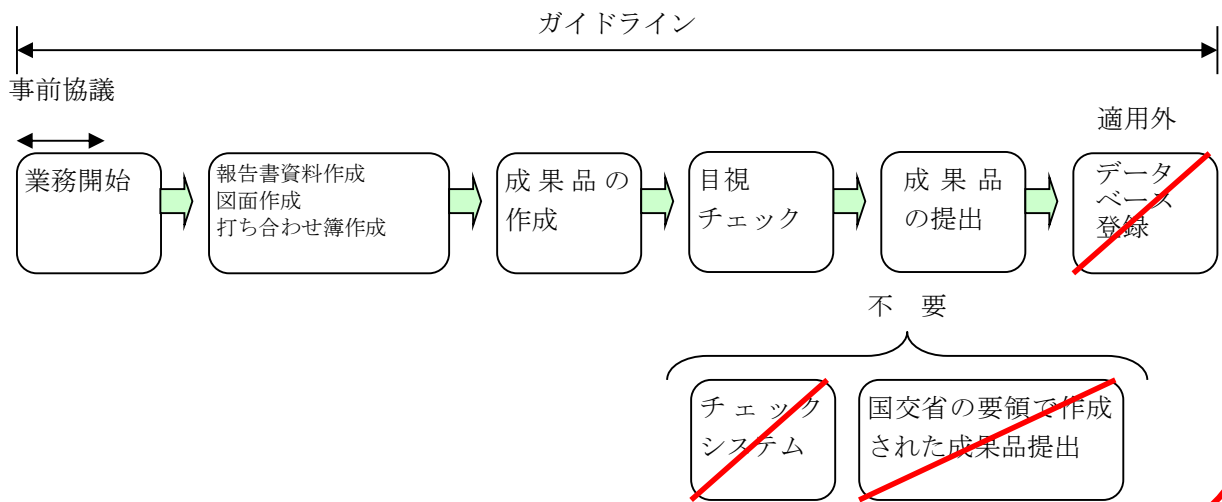 ガイドライン
事前協議
適用外
業務開始
報告書資料作成
図面作成
打ち合わせ簿作成
成果品の
作成
目視
チェック
成果品
の提出
データ
ベース
登録
不 要
チェック
システム
国交省の要領で作成
された成果品提出